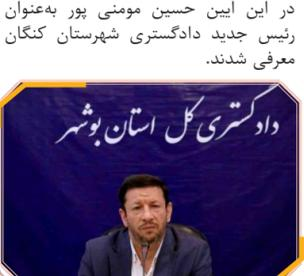 در این آیین حسین مومنی پور به‌عنوان
رئیس جدید دادگستری شهرستان کنگان
معرفی شدند.
دادگستری کل استان بوشهر